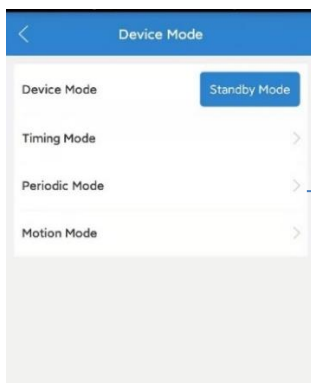 Device Mode
Device Mode Standby Mode
Timing Mode
Periodic Mode
Motion Mode